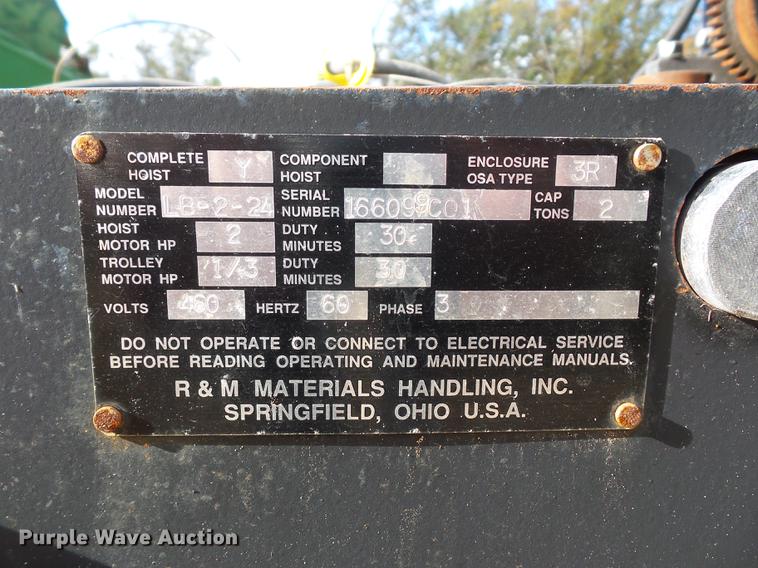 COMPLETE HOIST Y COMPONENT HOIST ENCLOSURE OSA TYPE 3R
MODEL NUMBER LB-2-24 SERIAL NUMBER 166099C01 CAP TONS 2
HOIST MOTOR HP 2 DUTY MINUTES 30
TROLLEY MOTOR HP 1/3 DUTY MINUTES 30
VOLTS 460 HERTZ 60 PHASE 3
DO NOT OPERATE OR CONNECT TO ELECTRICAL SERVICE
BEFORE READING OPERATING AND MAINTENANCE MANUALS.
R & M MATERIALS HANDLING, INC.
SPRINGFIELD, OHIO U.S.A.
Purple Wave Auction